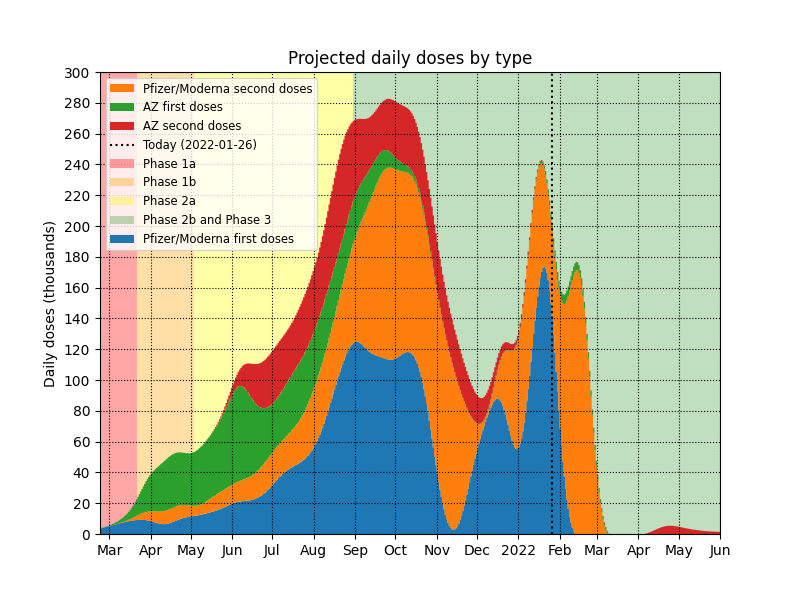 Projected daily doses by type
Daily doses (thousands)
300
280
260
240
220
200
180
160
140
120
100
80
60
40
20
0
Pfizer/Moderna second doses
AZ first doses
AZ second doses
Today (2022-01-26)
Phase 1a
Phase 1b
Phase 2a
Phase 2b and Phase 3
Pfizer/Moderna first doses
Mar Apr May Jun Jul Aug Sep Oct Nov Dec 2022 Feb Mar Apr May Jun